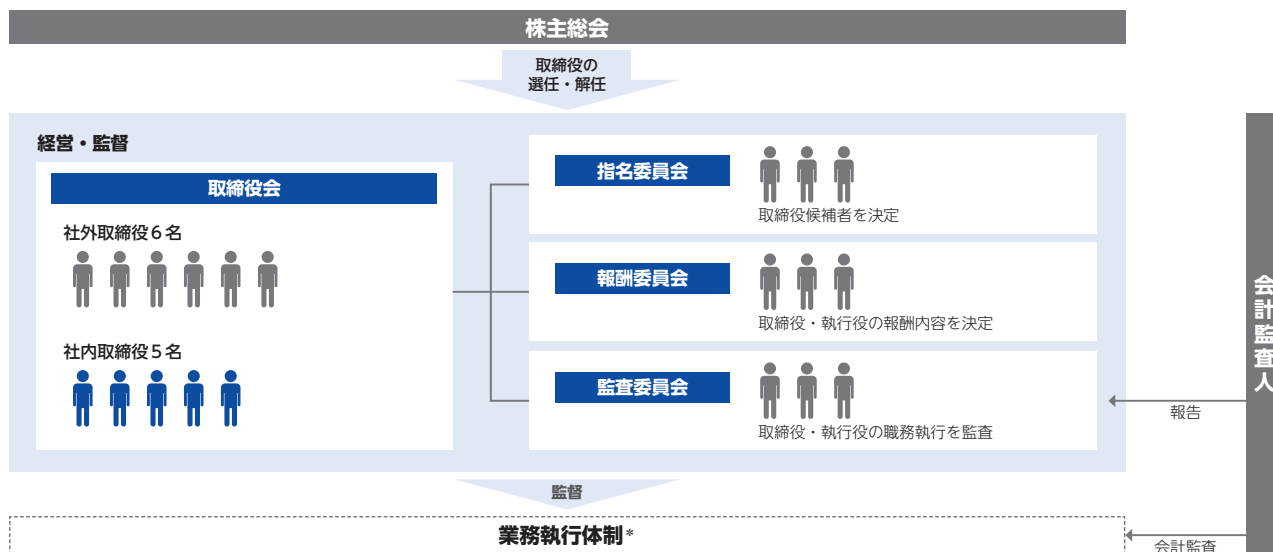 株主総会
取締役の
選任・解任
経営・監督
取締役会
社外取締役6名
社内取締役5名
指名委員会
取締役候補者を決定
報酬委員会
取締役・執行役の報酬内容を決定
監査委員会
取締役・執行役の職務執行を監査
会計監査人
報告
監督
業務執行体制*
会計監査